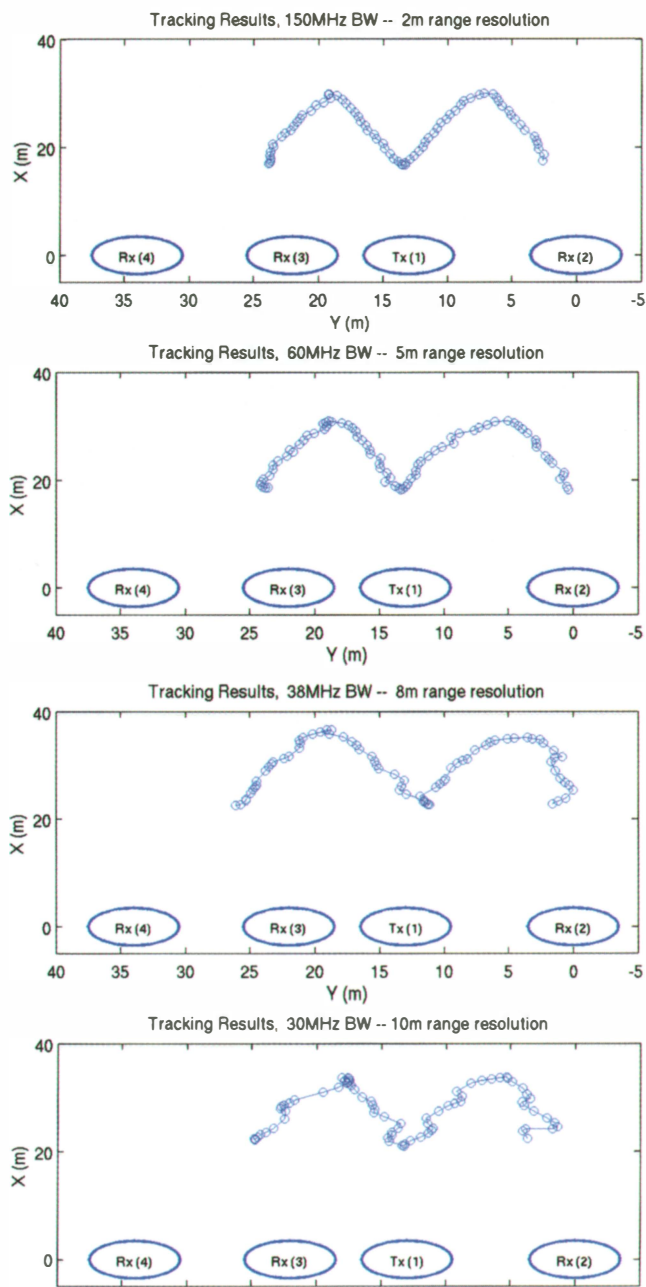 Tracking Results, 150MHz BW -- 2m range resolution
40
20
0
X (m)
Rx (4) Rx (3) Tx (1) Rx (2)
40 35 30 25 20 15 10 5 0 -5
Y (m)
Tracking Results, 60MHz BW -- 5m range resolution
40
20
0
X (m)
Rx (4) Rx (3) Tx (1) Rx (2)
40 35 30 25 20 15 10 5 0 -5
Y (m)
Tracking Results, 38MHz BW -- 8m range resolution
40
20
0
X (m)
Rx (4) Rx (3) Tx (1) Rx (2)
40 35 30 25 20 15 10 5 0 -5
Y (m)
Tracking Results, 30MHz BW -- 10m range resolution
40
20
0
X (m)
Rx (4) Rx (3) Tx (1) Rx (2)